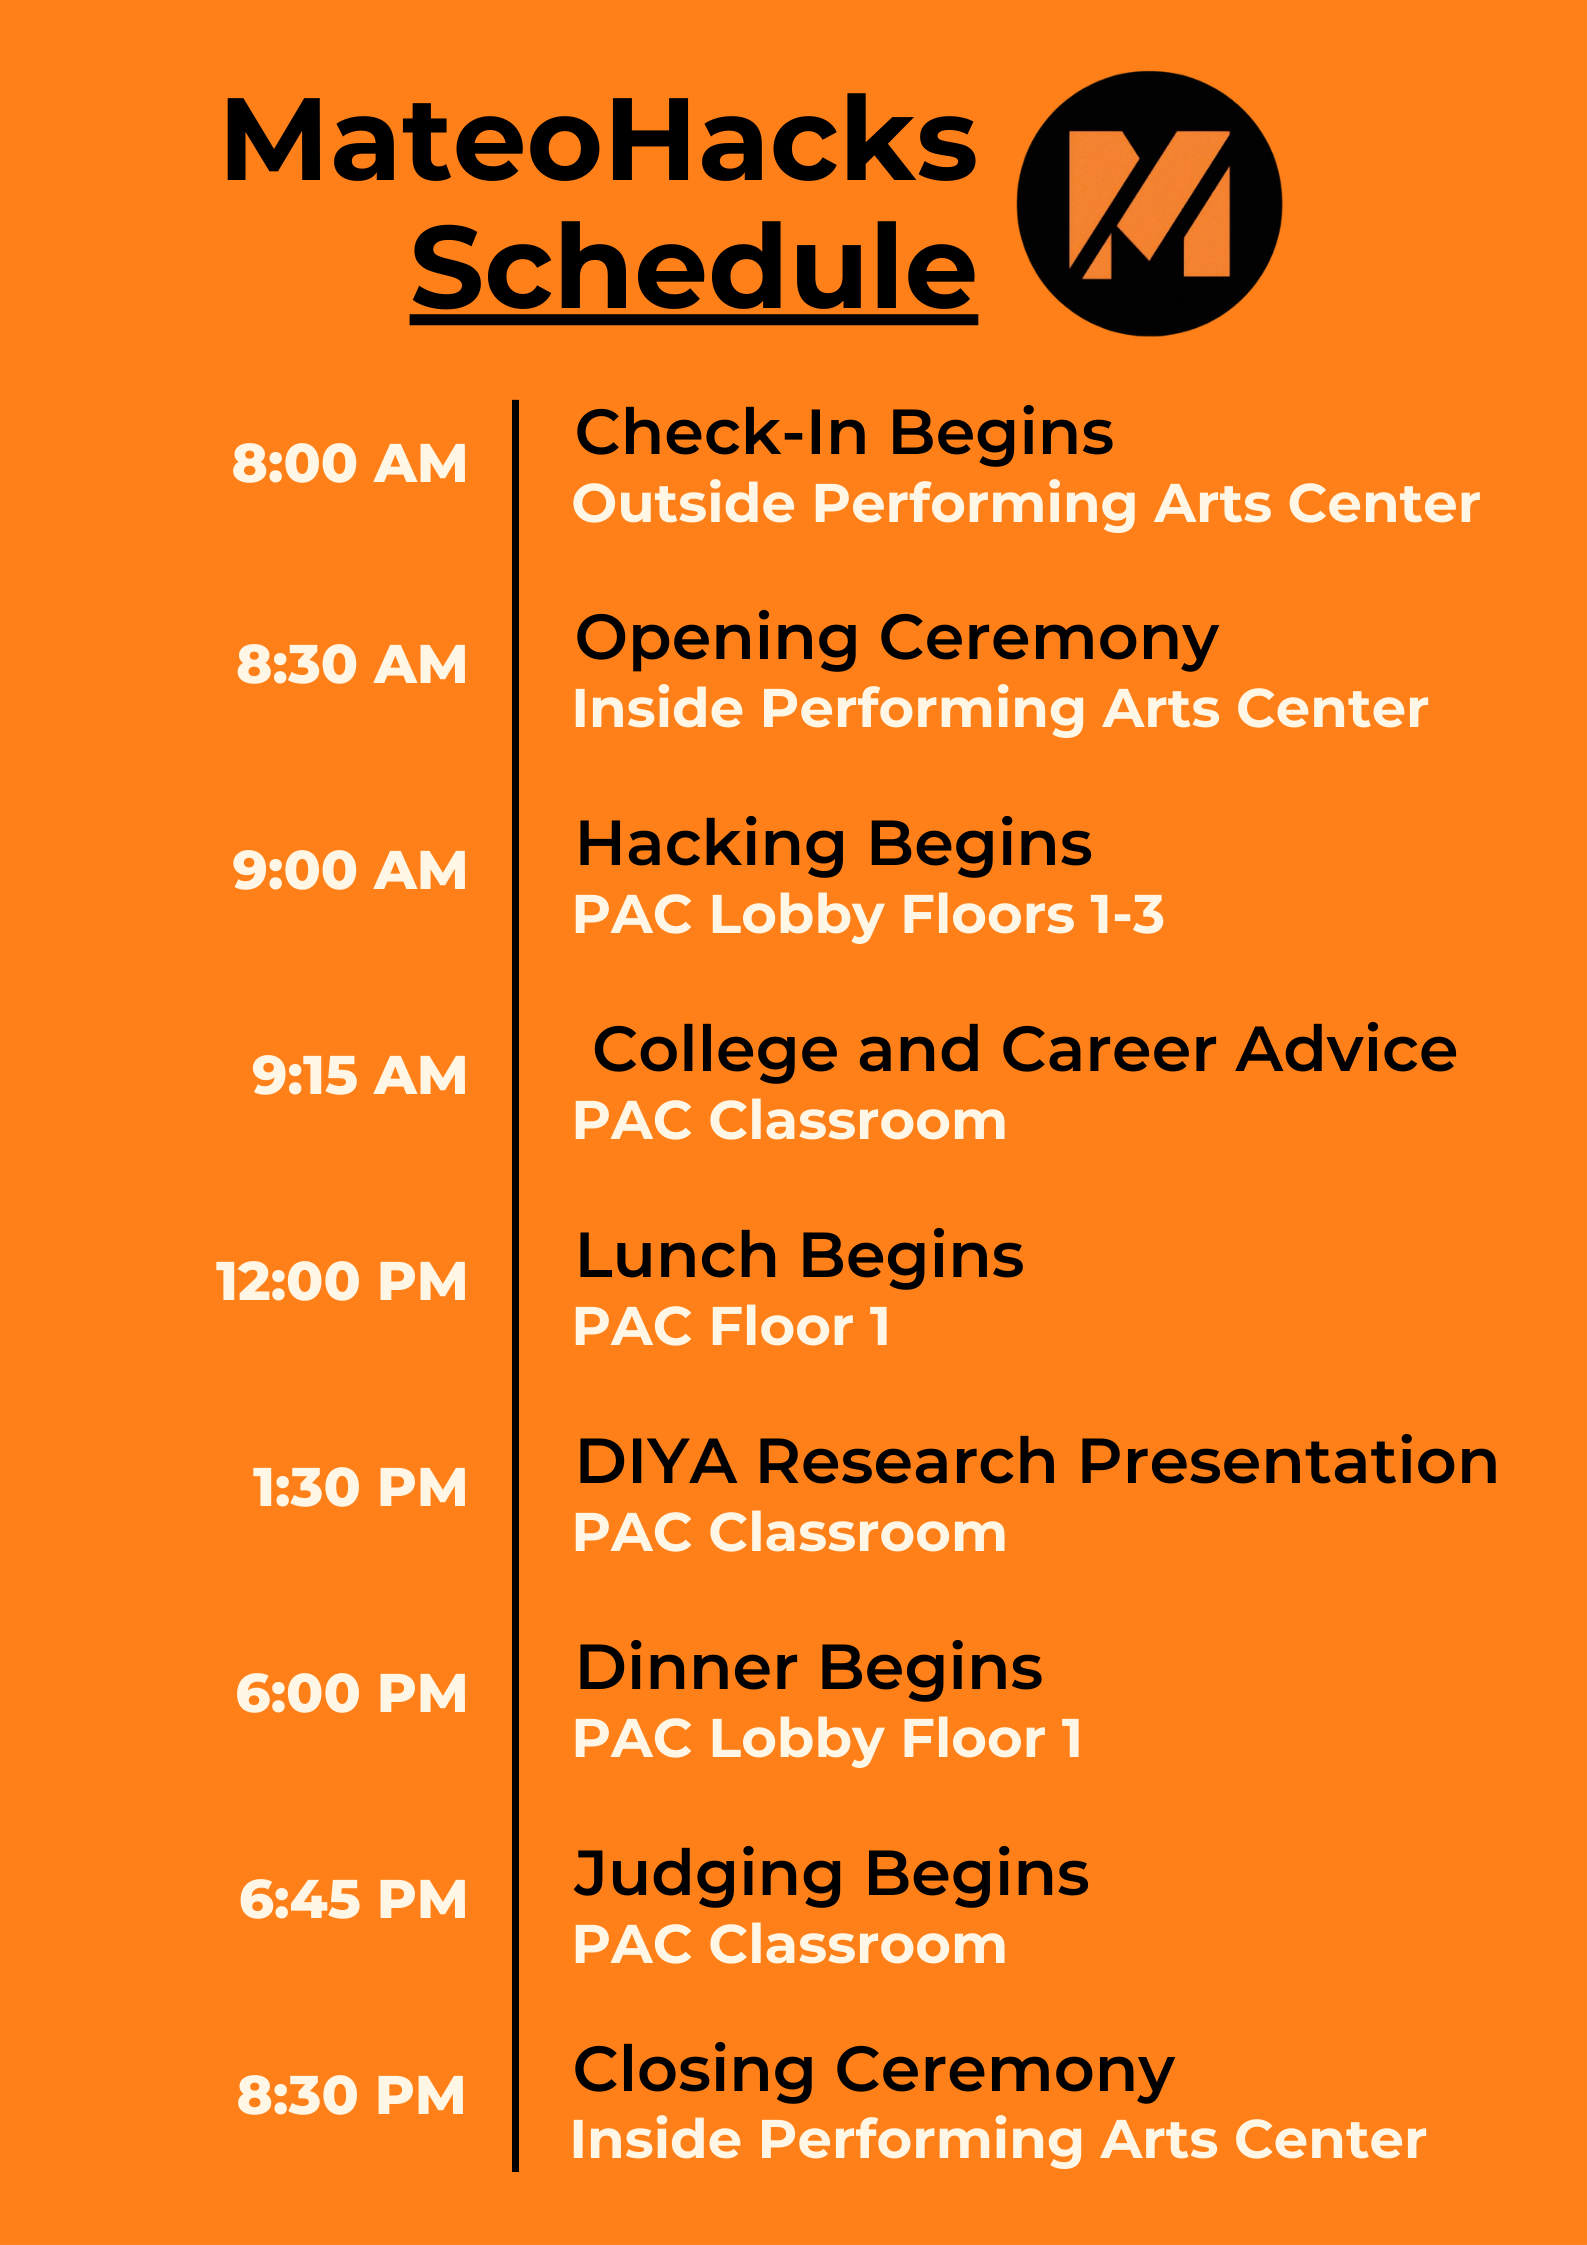 MateoHacks
Schedule
8:00 AM
Check-In Begins
Outside Performing Arts Center
8:30 AM
Opening Ceremony
Inside Performing Arts Center
9:00 AM
Hacking Begins
PAC Lobby Floors 1-3
9:15 AM
College and Career Advice
PAC Classroom
12:00 PM
Lunch Begins
PAC Floor 1
1:30 PM
DIYA Research Presentation
PAC Classroom
6:00 PM
Dinner Begins
PAC Lobby Floor 1
6:45 PM
Judging Begins
PAC Classroom
8:30 PM
Closing Ceremony
Inside Performing Arts Center